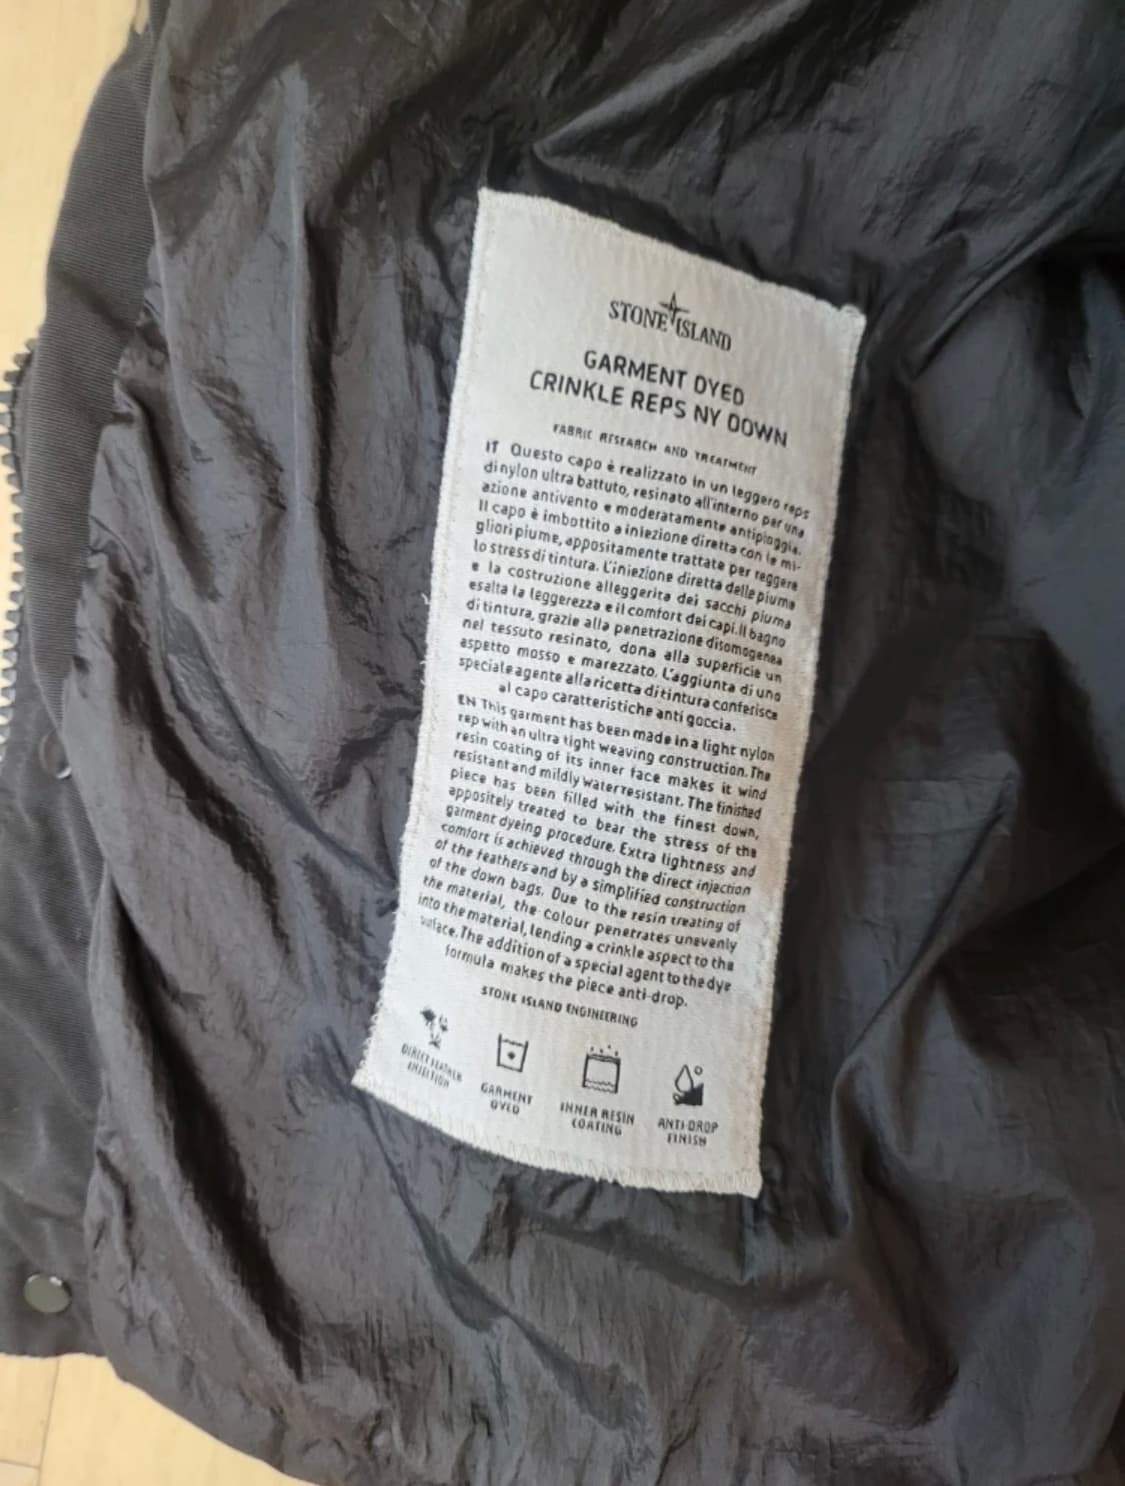 STONE ISLAND
GARMENT DYED
CRINKLE REPS NY DOWN
FABRIC RESEARCH AND TREATMENT
IT Questo capo è realizzato in un leggero reps
di nylon ultra battuto, resinato all'interno per una
azione antivento e moderatamente antipioggia.
Il capo è imbottito a iniezione diretta con le mi-
gliori piume, appositamente trattate per reggere
lo stress di tintura. L'iniezione diretta delle piume
e la costruzione alleggerita dei sacchi piuma
esalta la leggerezza e il comfort dei capi. Il bagno
di tintura, grazie alla penetrazione disomogenea
nel tessuto resinato, dona alla superficie un
aspetto mosso e marezzato. L'aggiunta di uno
speciale agente alla ricetta di tintura conferisce
al capo caratteristiche anti goccia.
EN This garment has been made in a light nylon
rep with an ultra tight weaving construction. The
resin coating of its inner face makes it wind
resistant and mildly water resistant. The finished
piece has been filled with the finest down,
appositely treated to bear the stress of the
garment dyeing procedure. Extra lightness and
comfort is achieved through the direct injection
of the feathers and by a simplified construction
of the down bags. Due to the resin treating of
the material, the colour penetrates unevenly
into the material, lending a crinkle aspect to the
surface. The addition of a special agent to the dye
formula makes the piece anti-drop.
STONE ISLAND ENGINEERING
DIRECT FEATHER
INJECTION
GARMENT
DYED
INNER RESIN
COATING
ANTI-DROP
FINISH